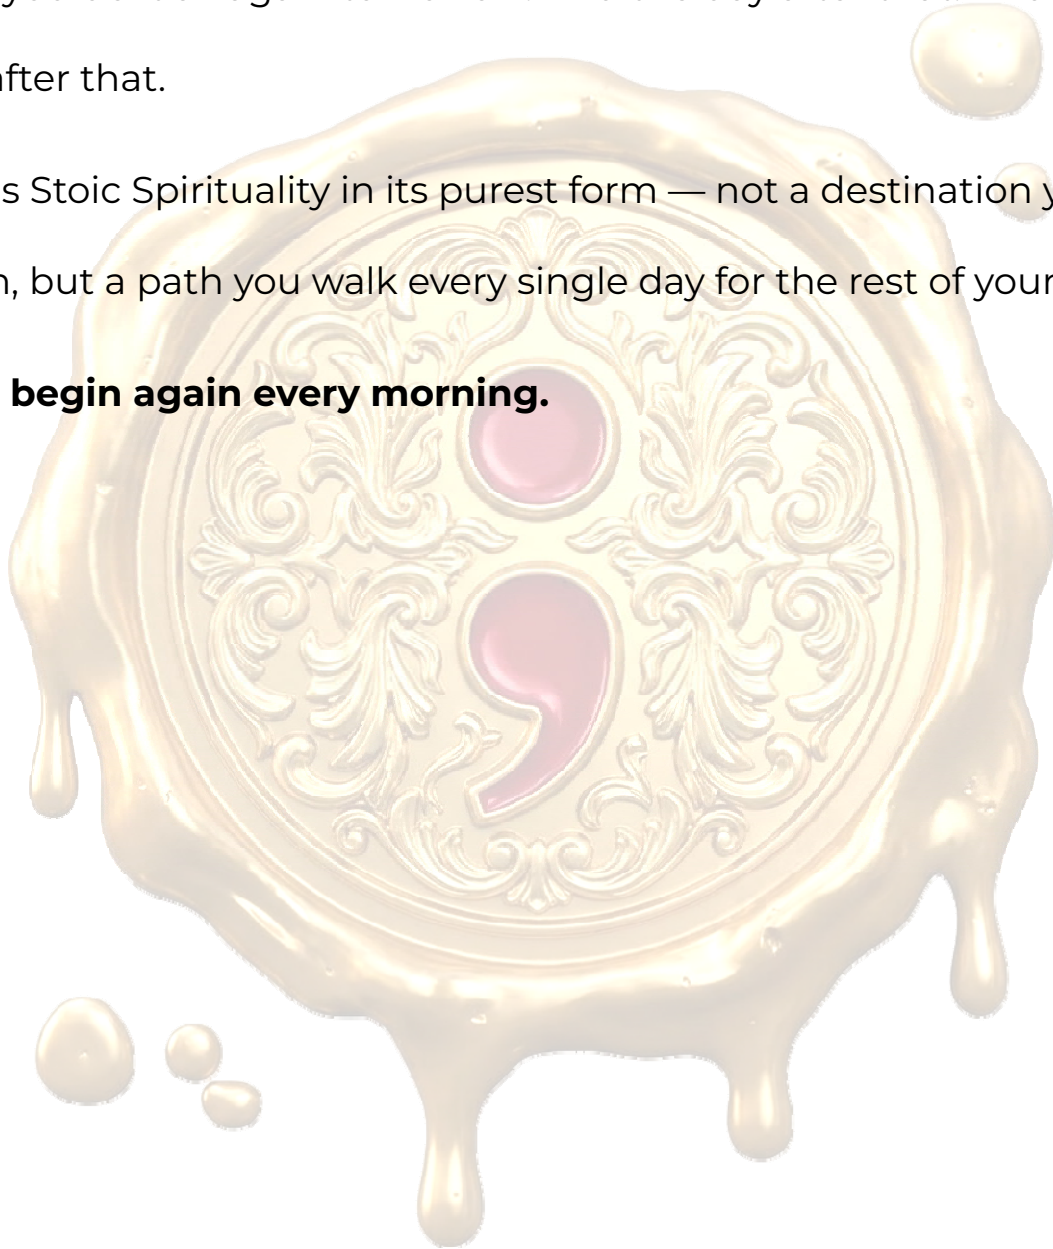 after that.
s Stoic Spirituality in its purest form — not a destination y
, but a path you walk every single day for the rest of your
begin again every morning.